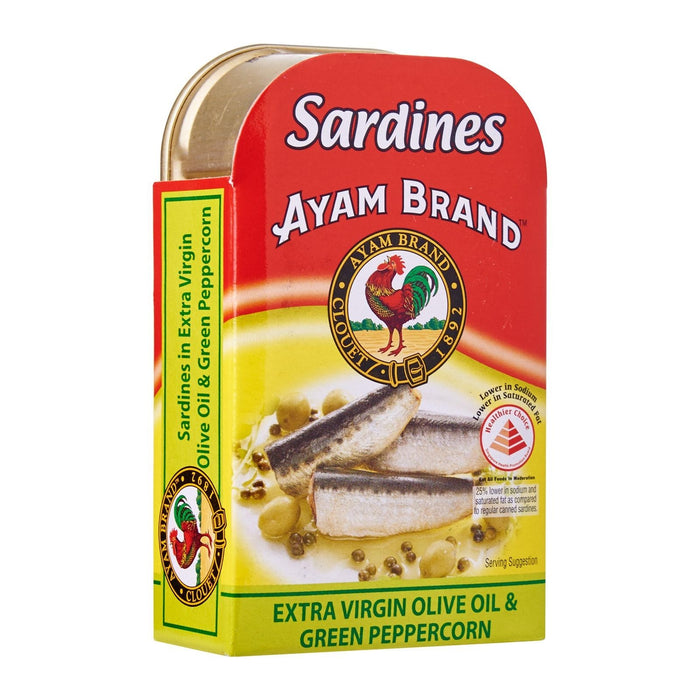 Sardines
AYAM BRAND™
AYAM BRAND
CLOUET
1892
Lower in Sodium
Lower in Saturated Fat
Healthier Choice
Eat All Foods in Moderation
25% lower in sodium and
saturated fat as compared
to regular canned sardines.
Serving Suggestion
EXTRA VIRGIN OLIVE OIL &
GREEN PEPPERCORN
Sardines in Extra Virgin
Olive Oil & Green Peppercorn
AYAM BRAND
CLOUET
1892